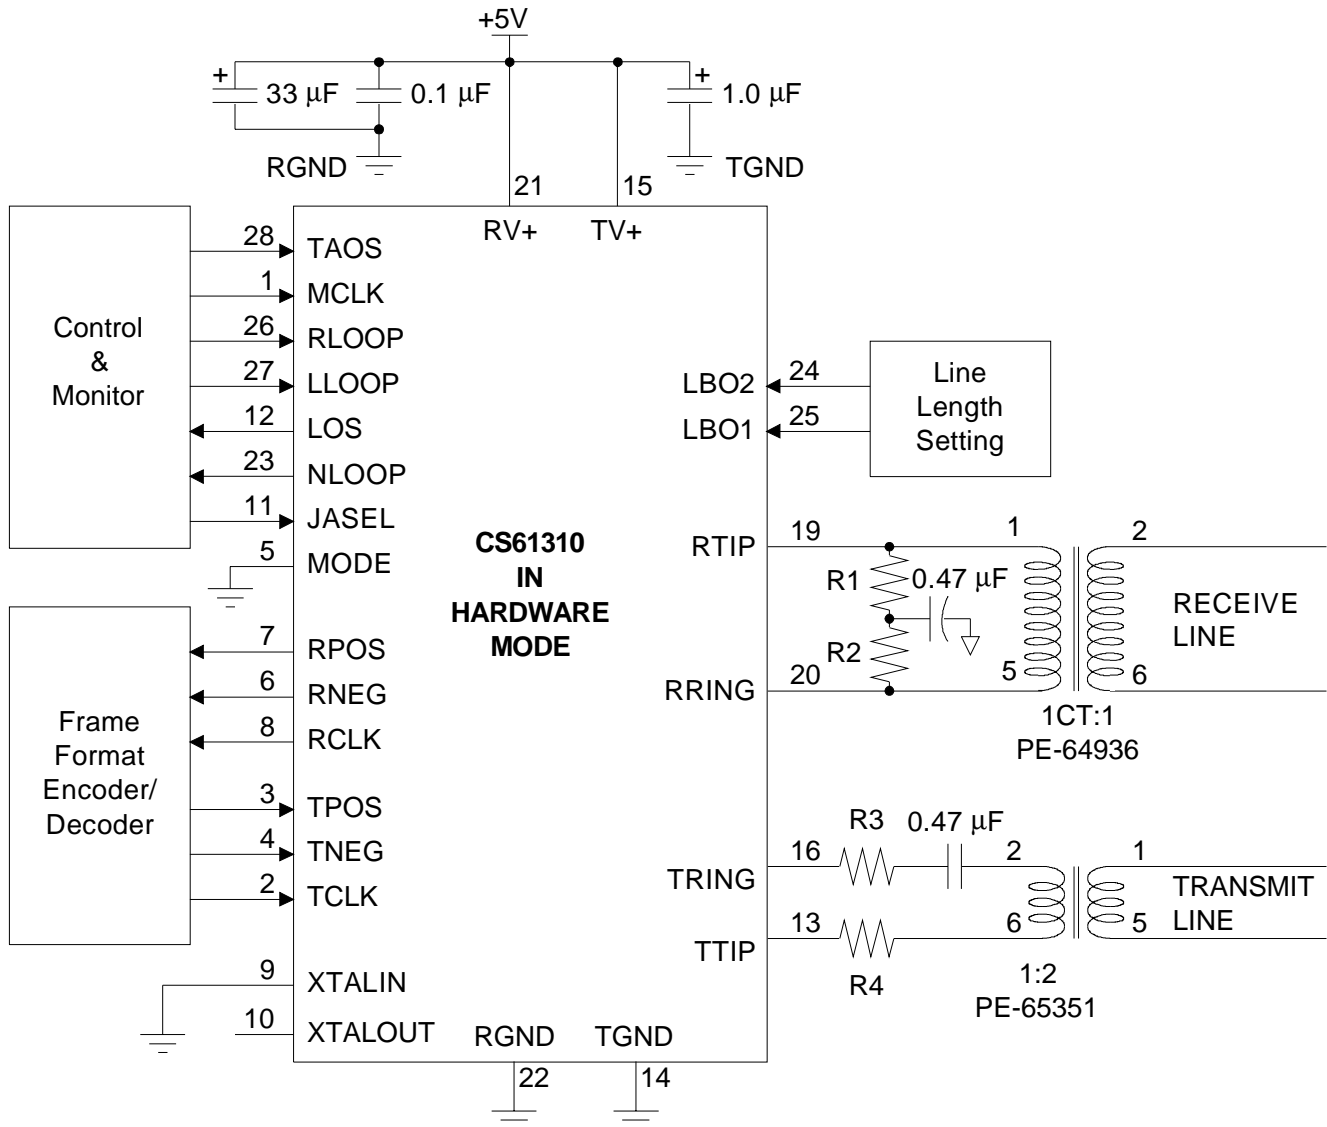 +5V
+
33 µF
0.1 µF
+
1.0 µF
RGND
TGND
21
15
RV+
TV+
Control
&
Monitor
28
TAOS
1
MCLK
26
RLOOP
27
LLOOP
12
LOS
23
NLOOP
11
JASEL
5
MODE
LBO2
24
LBO1
25
Line
Length
Setting
CS61310
IN
HARDWARE
MODE
RTIP
19
R1
0.47 µF
R2
RRING
20
1
5
2
6
RECEIVE
LINE
1CT:1
PE-64936
Frame
Format
Encoder/
Decoder
7
RPOS
6
RNEG
8
RCLK
3
TPOS
4
TNEG
2
TCLK
TRING
16
R3
0.47 µF
2
1
TRANSMIT
LINE
TTIP
13
R4
6
5
1:2
PE-65351
9
XTALIN
10
XTALOUT
RGND
TGND
22
14